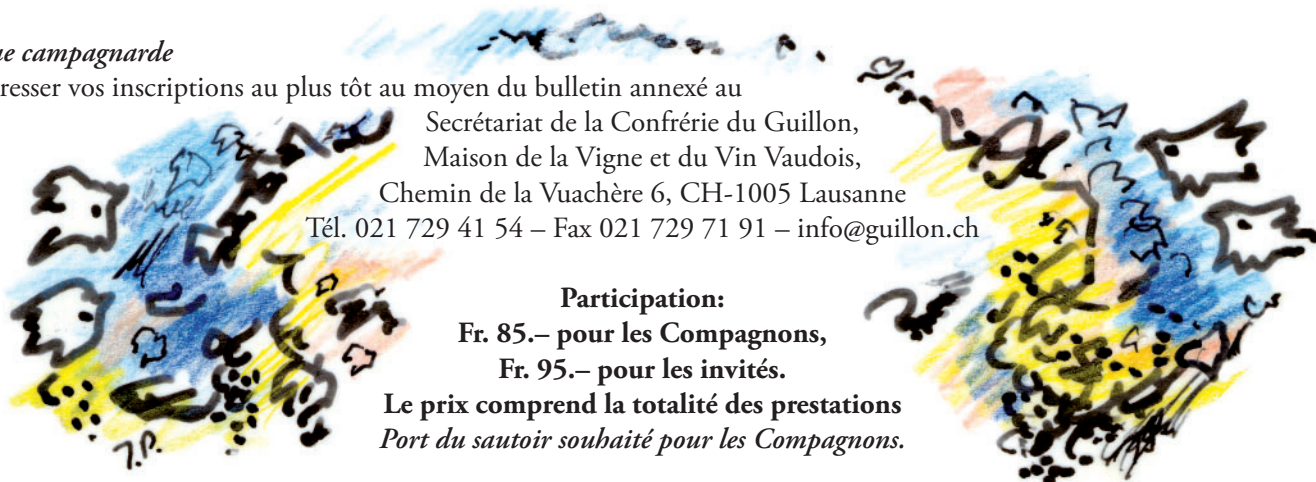 campagnarde
vos inscriptions au plus tôt au moyen du bulletin annexé au
Secrétariat de la Confrérie du Guillon,
Maison de la Vigne et du Vin Vaudois,
Chemin de la Vuachère 6, CH-1005 Lausanne
Tél. 021 729 41 54 – Fax 021 729 71 91 – info@guillon.ch
Participation:
Fr. 85.– pour les Compagnons,
Fr. 95.– pour les invités.
Le prix comprend la totalité des prestations
Port du sautoir souhaité pour les Compagnons.
J.P.